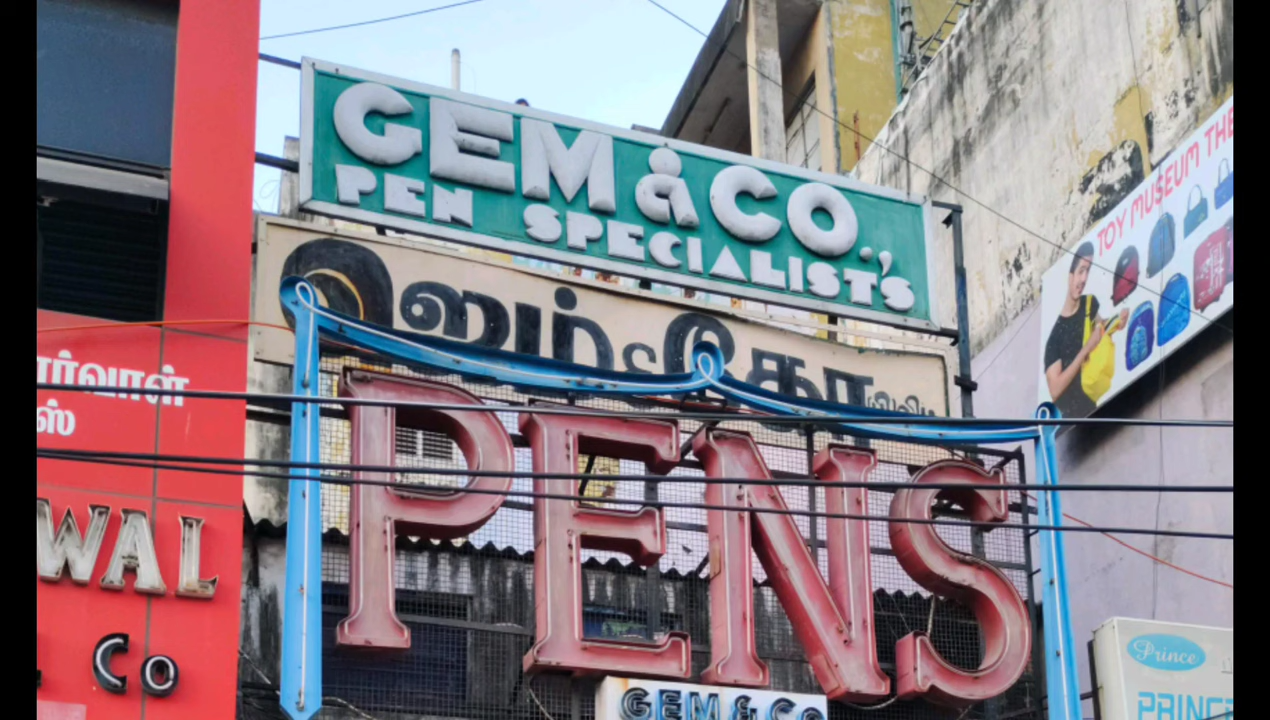 GEM & CO.,
PEN SPECIALIST'S
ஜெம் & கோ
PENS
GEM & CO
ர்வாள்
ஸ்
WAL
Co
TOY MUSEUM THE
Prince
PRINCE